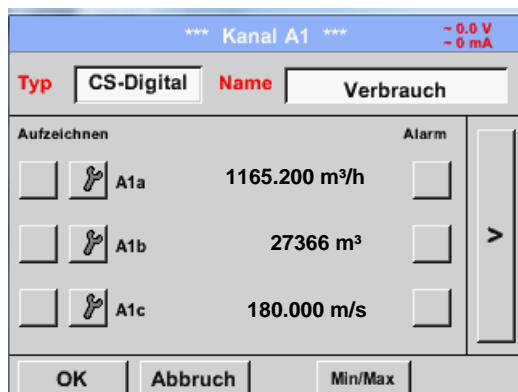 *** Kanal A1 *** ~ 0.0 V
~ 0 mA
Typ CS-Digital Name Verbrauch
Aufzeichnen Alarm
A1a 1165.200 m³/h
A1b 27366 m³ >
A1c 180.000 m/s
OK Abbruch Min/Max